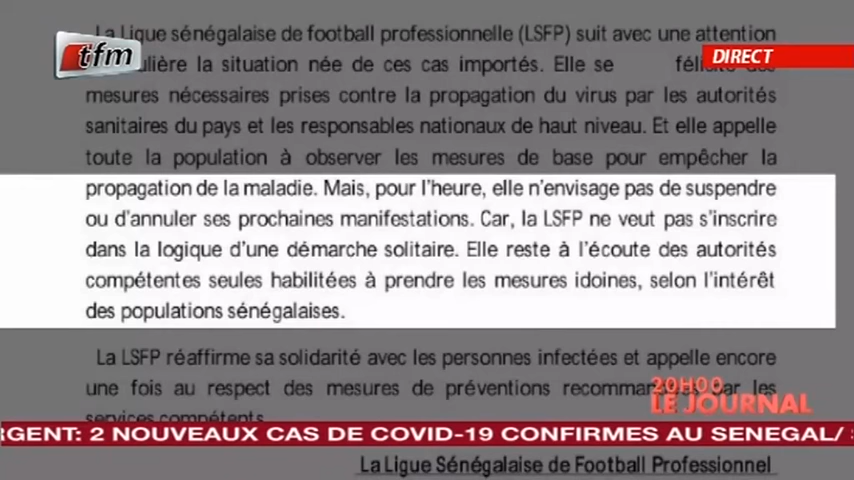 La Ligue sénégalaise de football professionnelle (LSFP) suit avec une attention
tfm
DIRECT
la situation née de ces cas importés. Elle se
mesures nécessaires prises contre la propagation du virus par les autorités
sanitaires du pays et les responsables nationaux de haut niveau. Et elle appelle
toute la population à observer les mesures de base pour empêcher la
propagation de la maladie. Mais, pour l'heure, elle n'envisage pas de suspendre
ou d'annuler ses prochaines manifestations. Car, la LSFP ne veut pas s'inscrire
dans la logique d'une démarche solitaire. Elle reste à l'écoute des autorités
compétentes seules habilitées à prendre les mesures idoines, selon l'intérêt
des populations sénégalaises.
La LSFP réaffirme sa solidarité avec les personnes infectées et appelle encore
une fois au respect des mesures de préventions par les
20H00
LE JOURNAL
services compétents
RGENT: 2 NOUVEAUX CAS DE COVID-19 CONFIRMES AU SENEGAL/
La Ligue Sénégalaise de Football Professionnel